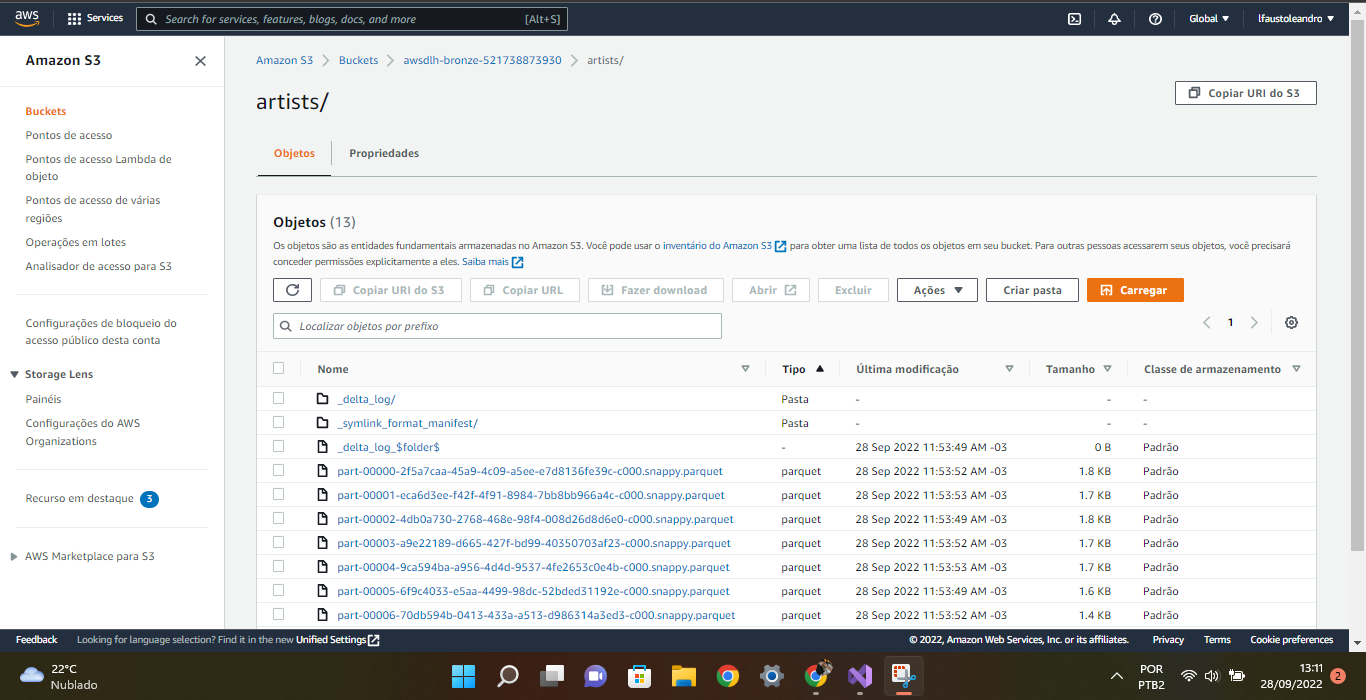 aws
Services
Search for services, features, blogs, docs, and more
[Alt+S]
Global
lfaustoleandro
Amazon S3
Buckets
Pontos de acesso
Pontos de acesso Lambda de
objeto
Pontos de acesso de várias
regiões
Operações em lotes
Analisador de acesso para S3
Configurações de bloqueio do
acesso público desta conta
Storage Lens
Painéis
Configurações do AWS
Organizations
Recurso em destaque 3
AWS Marketplace para S3
Amazon S3 > Buckets > awsdlh-bronze-521738873930 > artists/
artists/
Copiar URI do S3
Objetos
Propriedades
Objetos (13)
Os objetos são as entidades fundamentais armazenadas no Amazon S3. Você pode usar o inventário do Amazon S3 para obter uma lista de todos os objetos em seu bucket. Para outras pessoas acessarem seus objetos, você precisará
conceder permissões explicitamente a eles. Saiba mais
Copiar URI do S3
Copiar URL
Fazer download
Abrir
Excluir
Ações
Criar pasta
Carregar
Localizar objetos por prefixo
1
Nome Tipo Última modificação Tamanho Classe de armazenamento
_delta_log/ Pasta - - -
_symlink_format_manifest/ Pasta - - -
_delta_log_$folder$ - 28 Sep 2022 11:53:49 AM -03 0 B Padrão
part-00000-2f5a7caa-45a9-4c09-a5ee-e7d8136fe39c-c000.snappy.parquet parquet 28 Sep 2022 11:53:52 AM -03 1.8 KB Padrão
part-00001-eca6d3ee-f42f-4f91-8984-7bb8bb966a4c-c000.snappy.parquet parquet 28 Sep 2022 11:53:53 AM -03 1.7 KB Padrão
part-00002-4db0a730-2768-468e-98f4-008d26d8d6e0-c000.snappy.parquet parquet 28 Sep 2022 11:53:49 AM -03 1.8 KB Padrão
part-00003-a9e22189-d665-427f-bd99-40350703af23-c000.snappy.parquet parquet 28 Sep 2022 11:53:52 AM -03 1.7 KB Padrão
part-00004-9ca594ba-a956-4d4d-9537-4fe2653c0e4b-c000.snappy.parquet parquet 28 Sep 2022 11:53:53 AM -03 1.7 KB Padrão
part-00005-6f9c4033-e5aa-4499-98dc-52bded31192e-c000.snappy.parquet parquet 28 Sep 2022 11:53:49 AM -03 1.6 KB Padrão
part-00006-70db594b-0413-433a-a513-d986314a3ed3-c000.snappy.parquet parquet 28 Sep 2022 11:53:52 AM -03 1.4 KB Padrão
Feedback
Looking for language selection? Find it in the new Unified Settings
© 2022, Amazon Web Services, Inc. or its affiliates.
Privacy
Terms
Cookie preferences
22°C
Nublado
POR
PTB2
13:11
28/09/2022
2